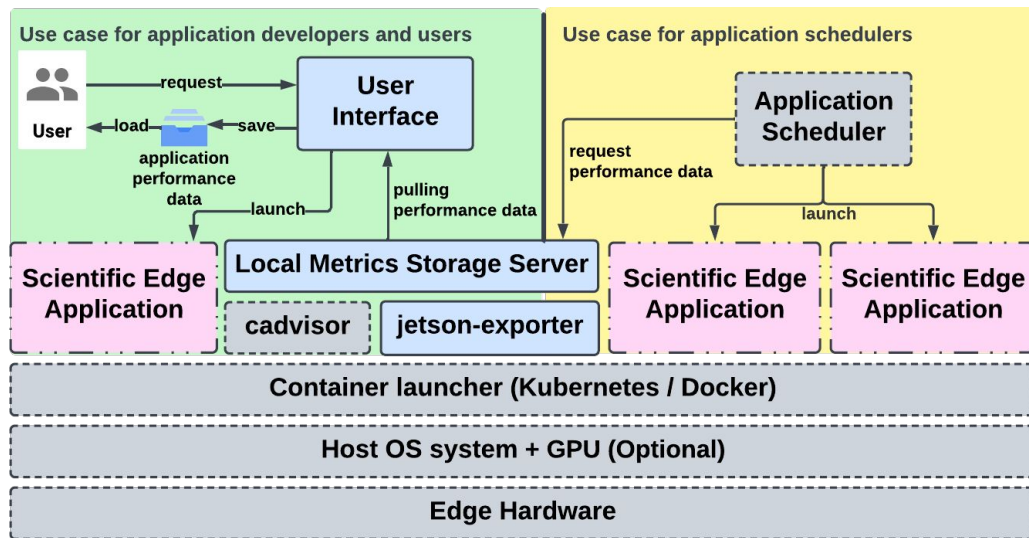 Use case for application developers and users
Use case for application schedulers
User
request
User
Interface
load
save
application
performance
data
launch
pulling
performance data
Application
Scheduler
request
performance data
launch
Scientific Edge
Application
Local Metrics Storage Server
cadvisor
jetson-exporter
Scientific Edge
Application
Scientific Edge
Application
Container launcher (Kubernetes / Docker)
Host OS system + GPU (Optional)
Edge Hardware